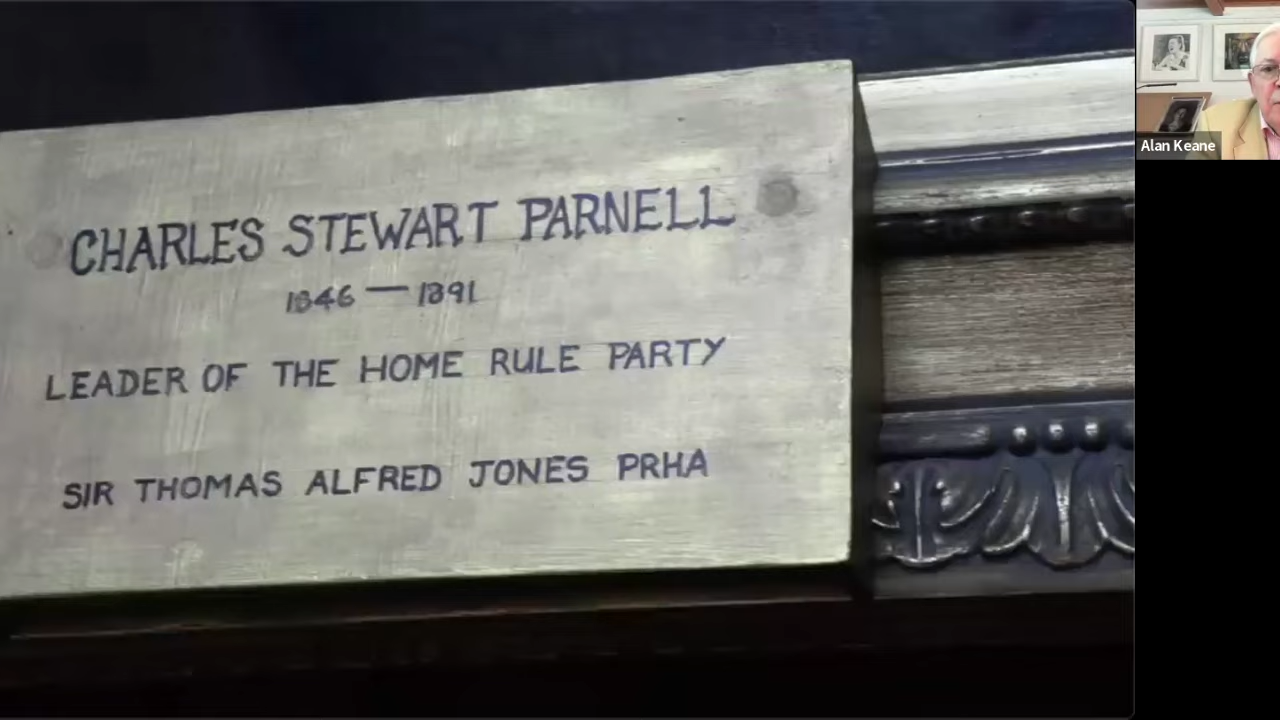 CHARLES STEWART PARNELL
1846 — 1891
LEADER OF THE HOME RULE PARTY
SIR THOMAS ALFRED JONES PRHA
Alan Keane